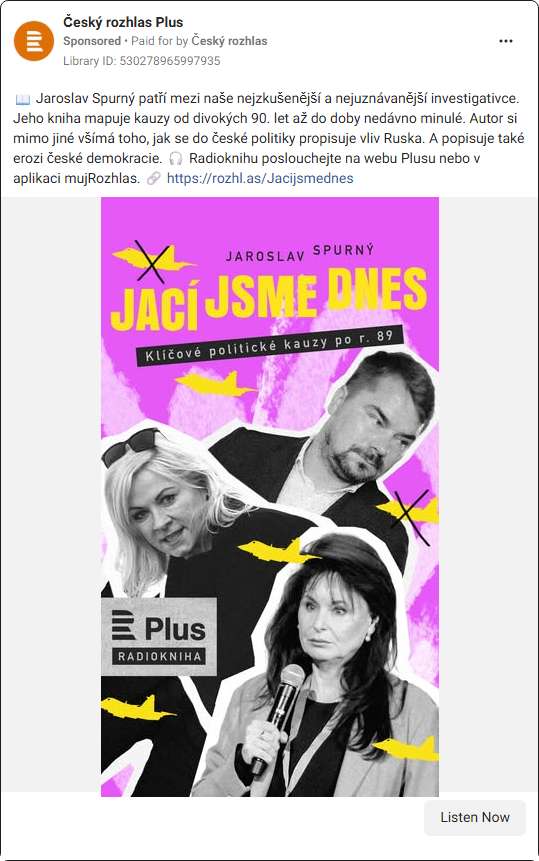 Český rozhlas Plus
Sponsored • Paid for by Český rozhlas
Library ID: 530278965997935
📖 Jaroslav Spurný patří mezi naše nejzkušenější a nejuznávanější investigativce.
Jeho kniha mapuje kauzy od divokých 90. let až do doby nedávno minulé. Autor si
mimo jiné všímá toho, jak se do české politiky propisuje vliv Ruska. A popisuje také
erozi české demokracie. 🎧 Radioknihu poslouchejte na webu Plusu nebo v
aplikaci mujRozhlas. 🔗 https://rozhl.as/Jacijsmednes
JAROSLAV SPURNÝ
JACÍ JSME DNES
Klíčové politické kauzy po r. 89
Plus
RADIOKNIHA
Listen Now